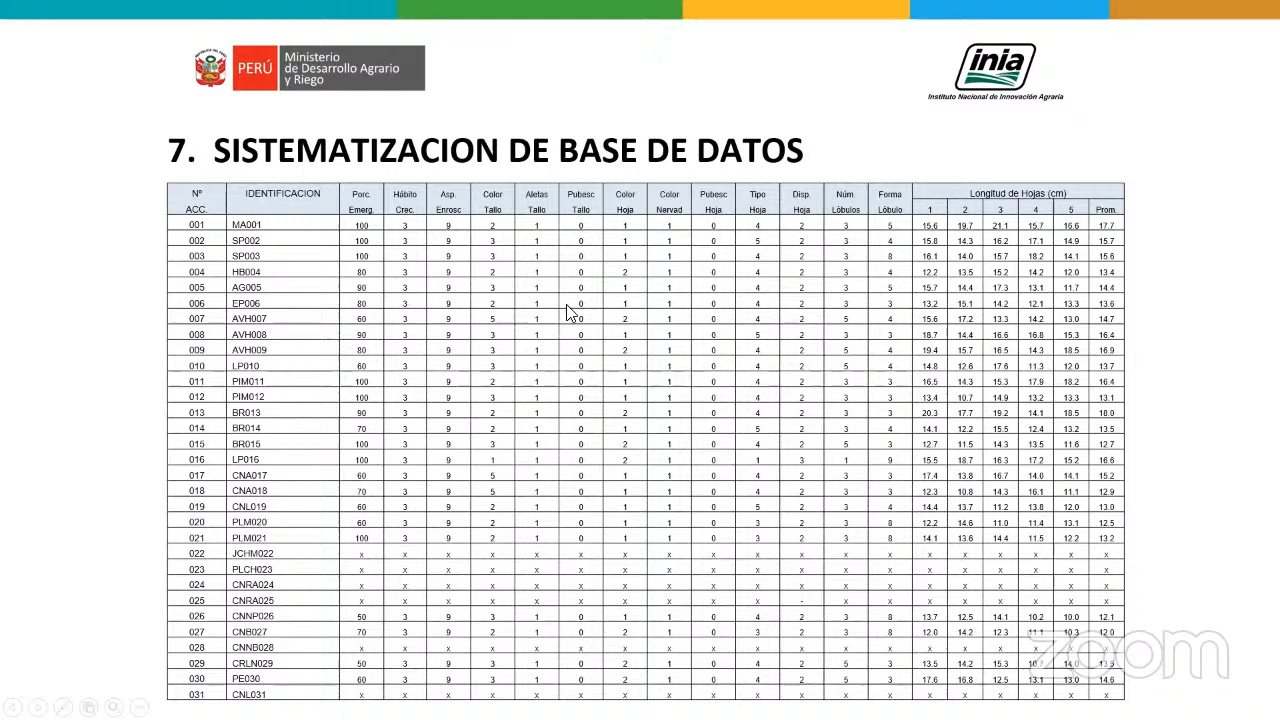 PERÚ
Ministerio
de Desarrollo Agrario
y Riego
inia
Instituto Nacional de Innovación Agraria
7. SISTEMATIZACION DE BASE DE DATOS
Nº IDENTIFICACION Porc. Hábito Asp. Color Aletas Pubesc Color Color Pubesc Tipo Disp. Núm. Forma Longitud de Hojas (cm)
ACC. Emerg. Crec. Enrosc Tallo Tallo Tallo Hoja Nervad Hoja Hoja Hoja Lóbulos Lóbulo 1 2 3 4 5 Prom.
001 MA001 100 3 9 2 1 0 1 1 0 4 2 3 5 15.6 19.7 21.1 15.7 16.6 17.7
002 SP002 100 3 9 3 1 0 1 1 0 5 2 3 4 15.8 14.3 16.2 17.1 14.9 15.7
003 SP003 100 3 9 3 1 0 1 1 0 4 2 3 8 16.1 14.0 15.7 18.2 14.1 15.6
004 HB004 80 3 9 2 1 0 2 1 0 4 2 3 4 12.2 13.5 15.2 14.2 12.0 13.4
005 AG005 90 3 9 3 1 0 1 1 0 4 2 3 5 15.7 14.4 17.3 13.1 11.7 14.4
006 EP006 80 3 9 2 1 0 1 1 0 4 2 3 3 13.2 15.1 14.2 12.1 13.3 13.6
007 AVH007 60 3 9 5 1 0 2 1 0 4 2 5 4 15.6 17.2 13.3 14.2 13.0 14.7
008 AVH008 90 3 9 3 1 0 1 1 0 5 2 3 3 18.7 14.4 16.6 16.8 15.3 16.4
009 AVH009 80 3 9 3 1 0 2 1 0 4 2 5 4 19.4 15.7 16.5 14.3 18.5 16.9
010 LP010 60 3 9 3 1 0 1 1 0 4 2 5 4 14.8 12.6 17.6 11.3 12.0 13.7
011 PIM011 100 3 9 2 1 0 1 1 0 4 2 3 3 16.5 14.3 15.3 17.9 18.2 16.4
012 PIM012 100 3 9 3 1 0 1 1 0 4 2 3 3 13.4 10.7 14.9 13.2 13.3 13.1
013 BR013 90 3 9 2 1 0 2 1 0 4 2 3 3 20.3 17.7 19.2 14.1 18.5 18.0
014 BR014 70 3 9 2 1 0 1 1 0 5 2 3 4 14.1 12.2 15.5 12.4 13.2 13.5
015 BR015 100 3 9 3 1 0 2 1 0 4 2 5 3 12.7 11.5 14.3 13.5 11.6 12.7
016 LP016 100 3 9 1 1 0 2 1 0 1 3 1 9 15.5 18.7 16.3 17.2 15.2 16.6
017 CNA017 60 3 9 5 1 0 1 1 0 4 2 3 3 17.4 13.8 16.7 14.0 14.1 15.2
018 CNA018 70 3 9 5 1 0 1 1 0 4 2 3 3 12.3 10.8 14.3 16.1 11.1 12.9
019 CNL019 60 3 9 2 1 0 1 1 0 5 2 3 4 14.4 13.7 11.2 13.8 12.0 13.0
020 PLM020 60 3 9 2 1 0 1 1 0 3 2 3 8 12.2 14.6 11.0 11.4 13.1 12.5
021 PLM021 100 3 9 2 1 0 1 1 0 3 2 3 8 14.1 13.6 14.4 11.5 12.2 13.2
022 JCHM022 x x x x x x x x x x x x x x x x x x x
023 PLCH023 x x x x x x x x x x x x x x x x x x x
024 CNRA024 x x x x x x x x x x x x x x x x x x x
025 CNRA025 x x x x x x x x x x - x x x x x x x x
026 CNNP026 50 3 9 3 1 0 1 1 0 4 2 3 8 13.7 12.5 14.1 10.2 10.0 12.1
027 CNB027 70 3 9 2 1 0 2 1 0 3 2 3 8 12.0 14.2 12.3 11.1 10.3 12.0
028 CNNB028 x x x x x x x x x x x x x x x x x x x
029 CRLN029 50 3 9 3 1 0 2 1 0 4 2 5 3 13.5 14.2 15.3 10.7 14.0 13.5
030 PE030 60 3 9 3 1 0 2 1 0 4 2 5 3 17.6 16.8 12.5 13.1 13.0 14.6
031 CNL031 x x x x x x x x x x x x x x x x x x x
zoom